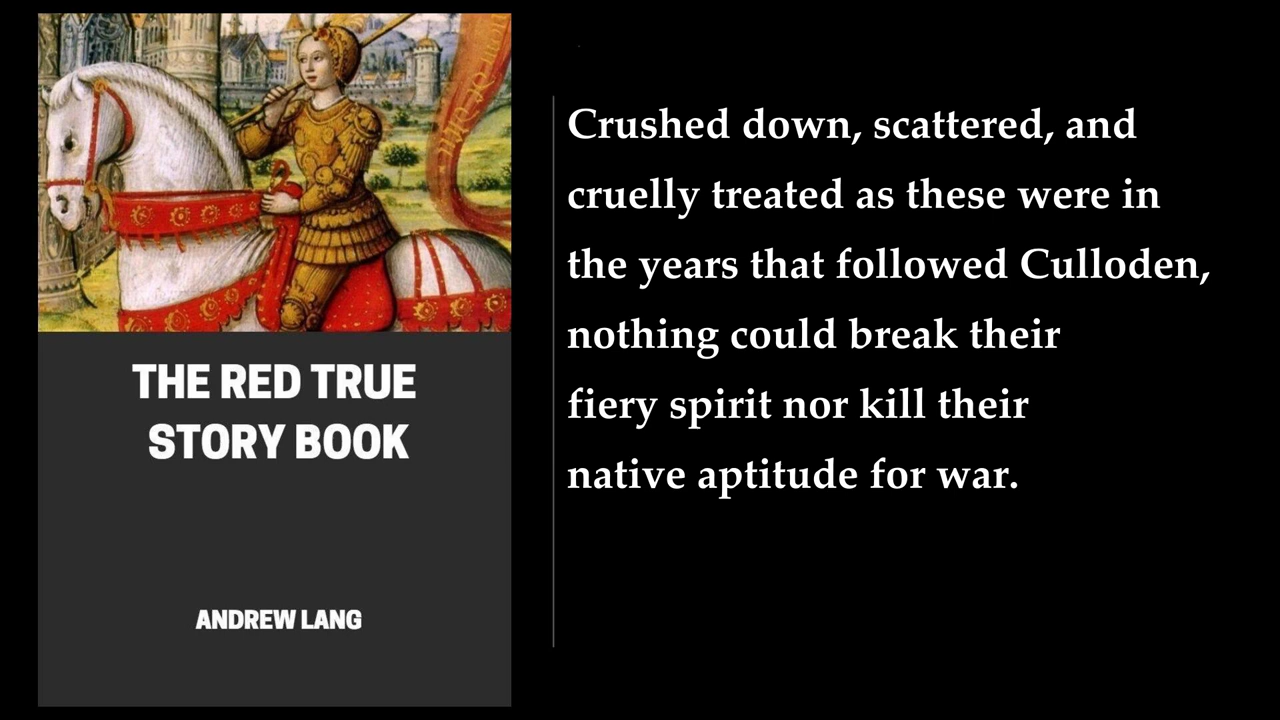 THE RED TRUE
STORY BOOK
ANDREW LANG
Crushed down, scattered, and
cruelly treated as these were in
the years that followed Culloden,
nothing could break their
fiery spirit nor kill their
native aptitude for war.